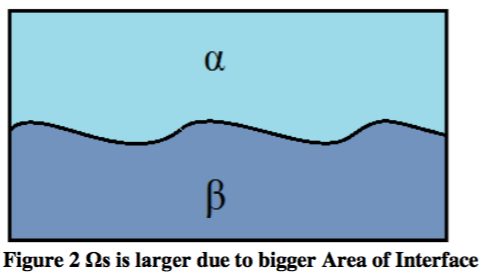 α
β
Figure 2 Ωs is larger due to bigger Area of Interface